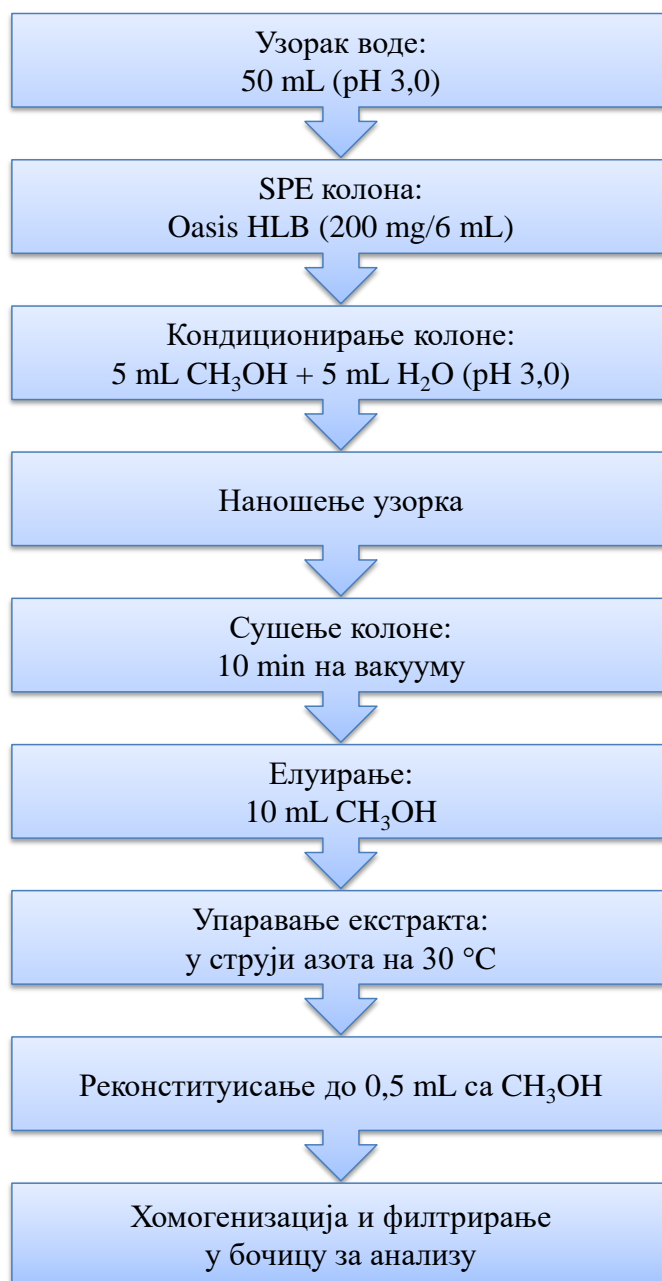 Узорак воде:
50 mL (pH 3,0)
SPE колона:
Oasis HLB (200 mg/6 mL)
Кондиционирање колоне:
5 mL CH₃OH + 5 mL H₂O (pH 3,0)
Наношење узорка
Сушење колоне:
10 min на вакууму
Елуирање:
10 mL CH₃OH
Упаравање екстракта:
у струји азота на 30 °C
Реконституисање до 0,5 mL са CH₃OH
Хомогенизација и филтрирање
у бочицу за анализу